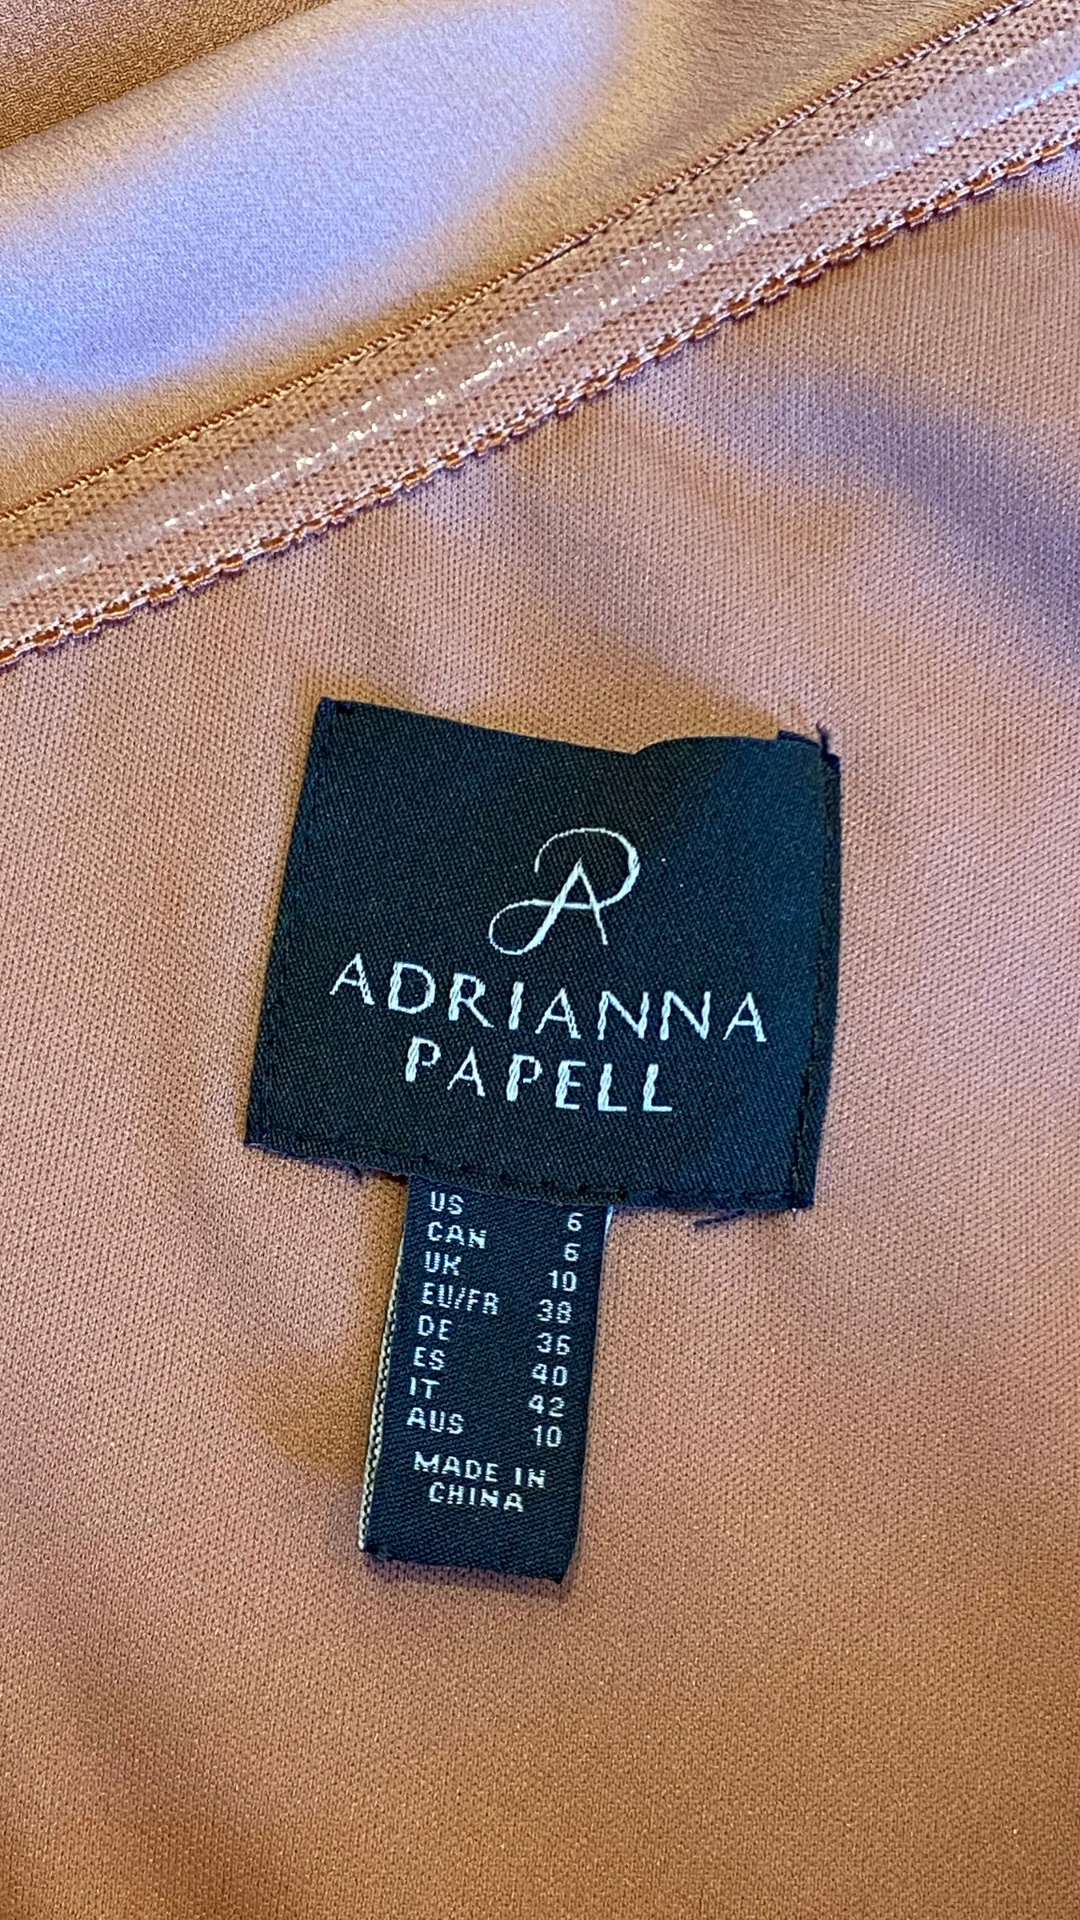 ADRIANNA
PAPELL
US 6
CAN 6
UK 10
EU/FR 38
DE 36
ES 40
IT 42
AUS 10
MADE IN
CHINA